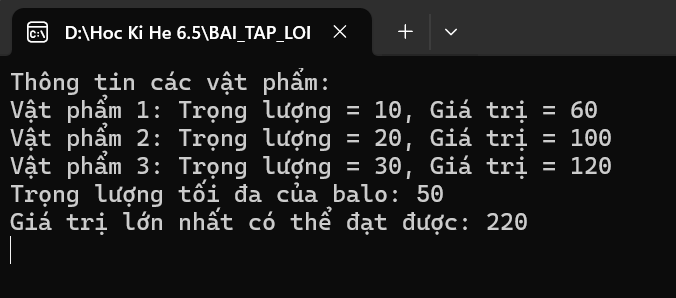 D:\Hoc Ki He 6.5\BAI_TAP_LOI
Thông tin các vật phẩm:
Vật phẩm 1: Trọng lượng = 10, Giá trị = 60
Vật phẩm 2: Trọng lượng = 20, Giá trị = 100
Vật phẩm 3: Trọng lượng = 30, Giá trị = 120
Trọng lượng tối đa của balo: 50
Giá trị lớn nhất có thể đạt được: 220